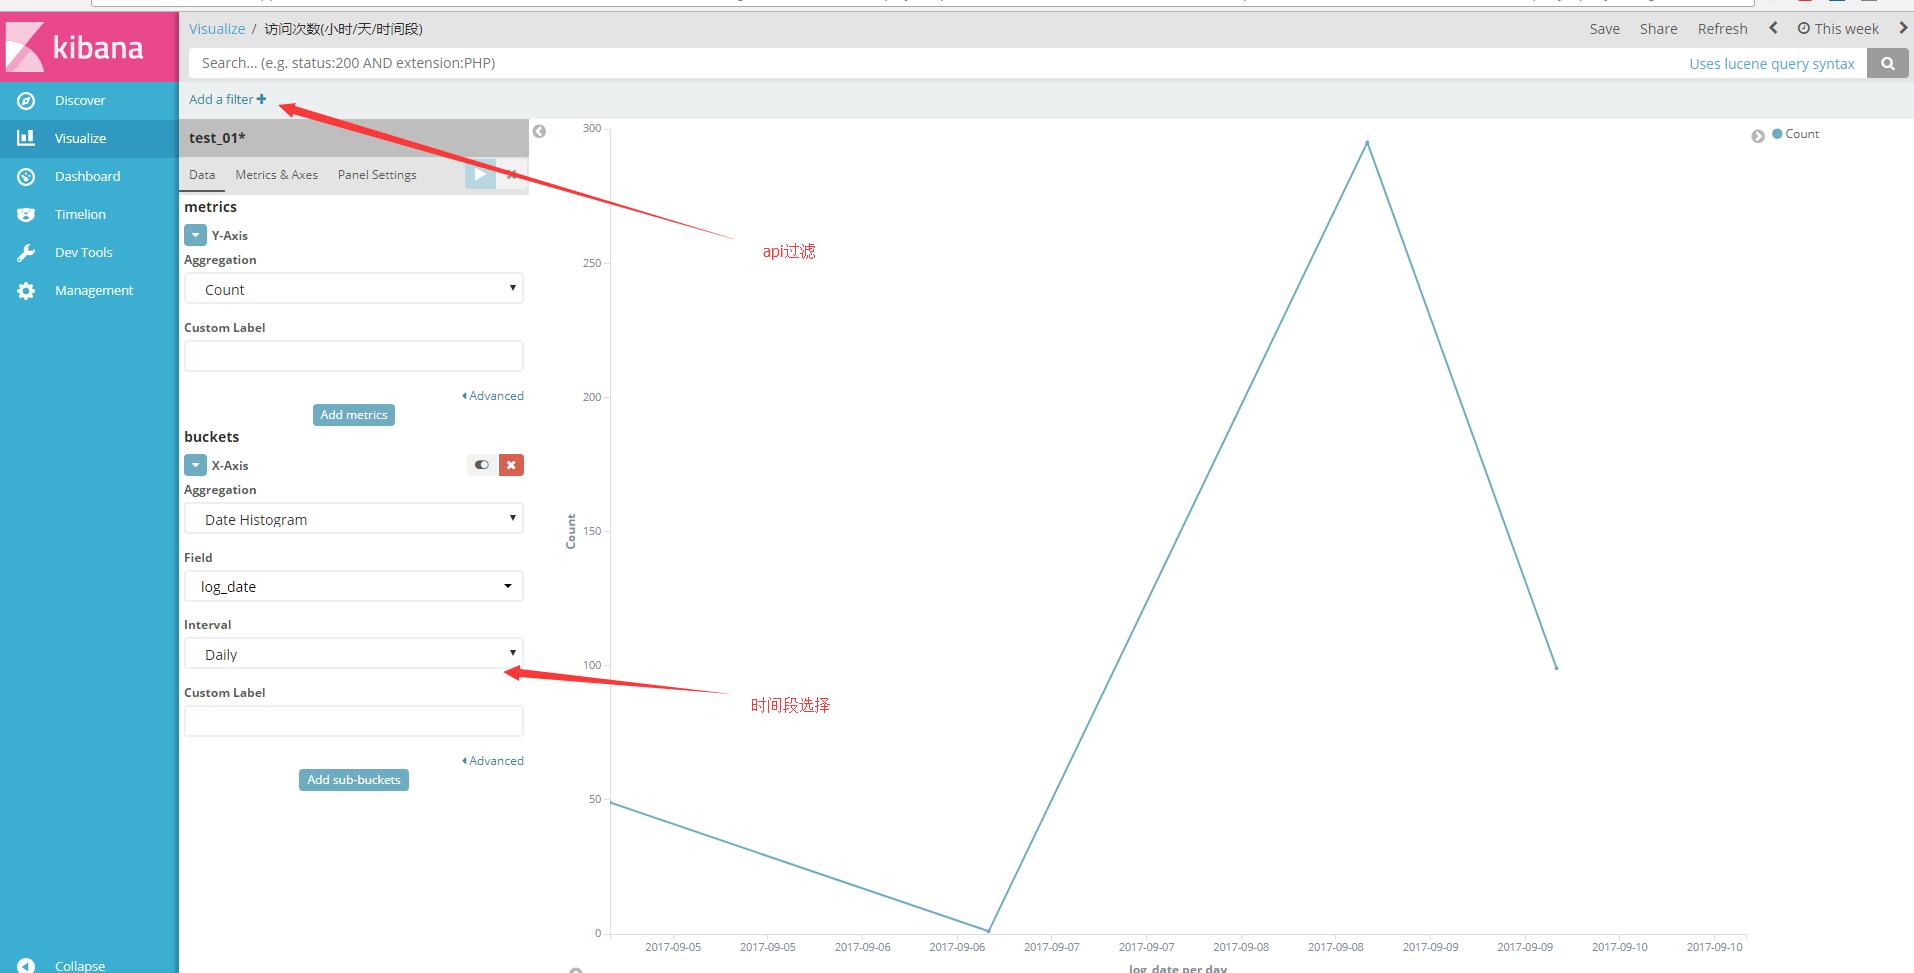 kibana
Visualize / 访问次数(小时/天/时间段)
Save Share Refresh This week
Search... (e.g. status:200 AND extension:PHP)
Uses lucene query syntax
Add a filter
Discover
Visualize
Dashboard
Timelion
Dev Tools
Management
Collapse
test_01*
Data Metrics & Axes Panel Settings
metrics
Y-Axis
Aggregation
Count
Custom Label
Advanced
Add metrics
buckets
X-Axis
Aggregation
Date Histogram
Field
log_date
Interval
Daily
Custom Label
Advanced
Add sub-buckets
api过滤
时间段选择
Count
300
250
200
150
100
50
0
Count
2017-09-05 2017-09-05 2017-09-06 2017-09-06 2017-09-07 2017-09-07 2017-09-08 2017-09-08 2017-09-09 2017-09-09 2017-09-10 2017-09-10
log_date per day